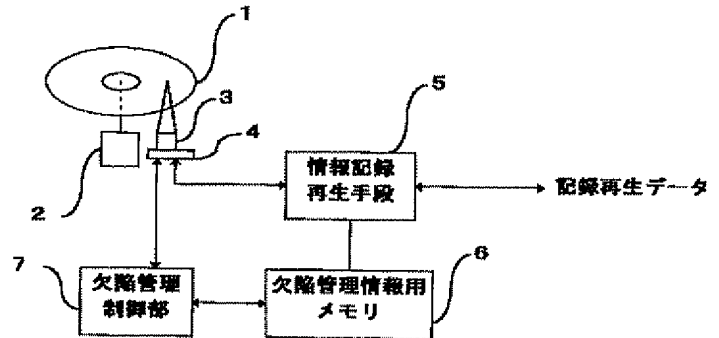 1
3
4
2
5
情報記録
再生手段
記録再生データ
7
欠陥管理
制御部
欠陥管理情報用
メモリ
6